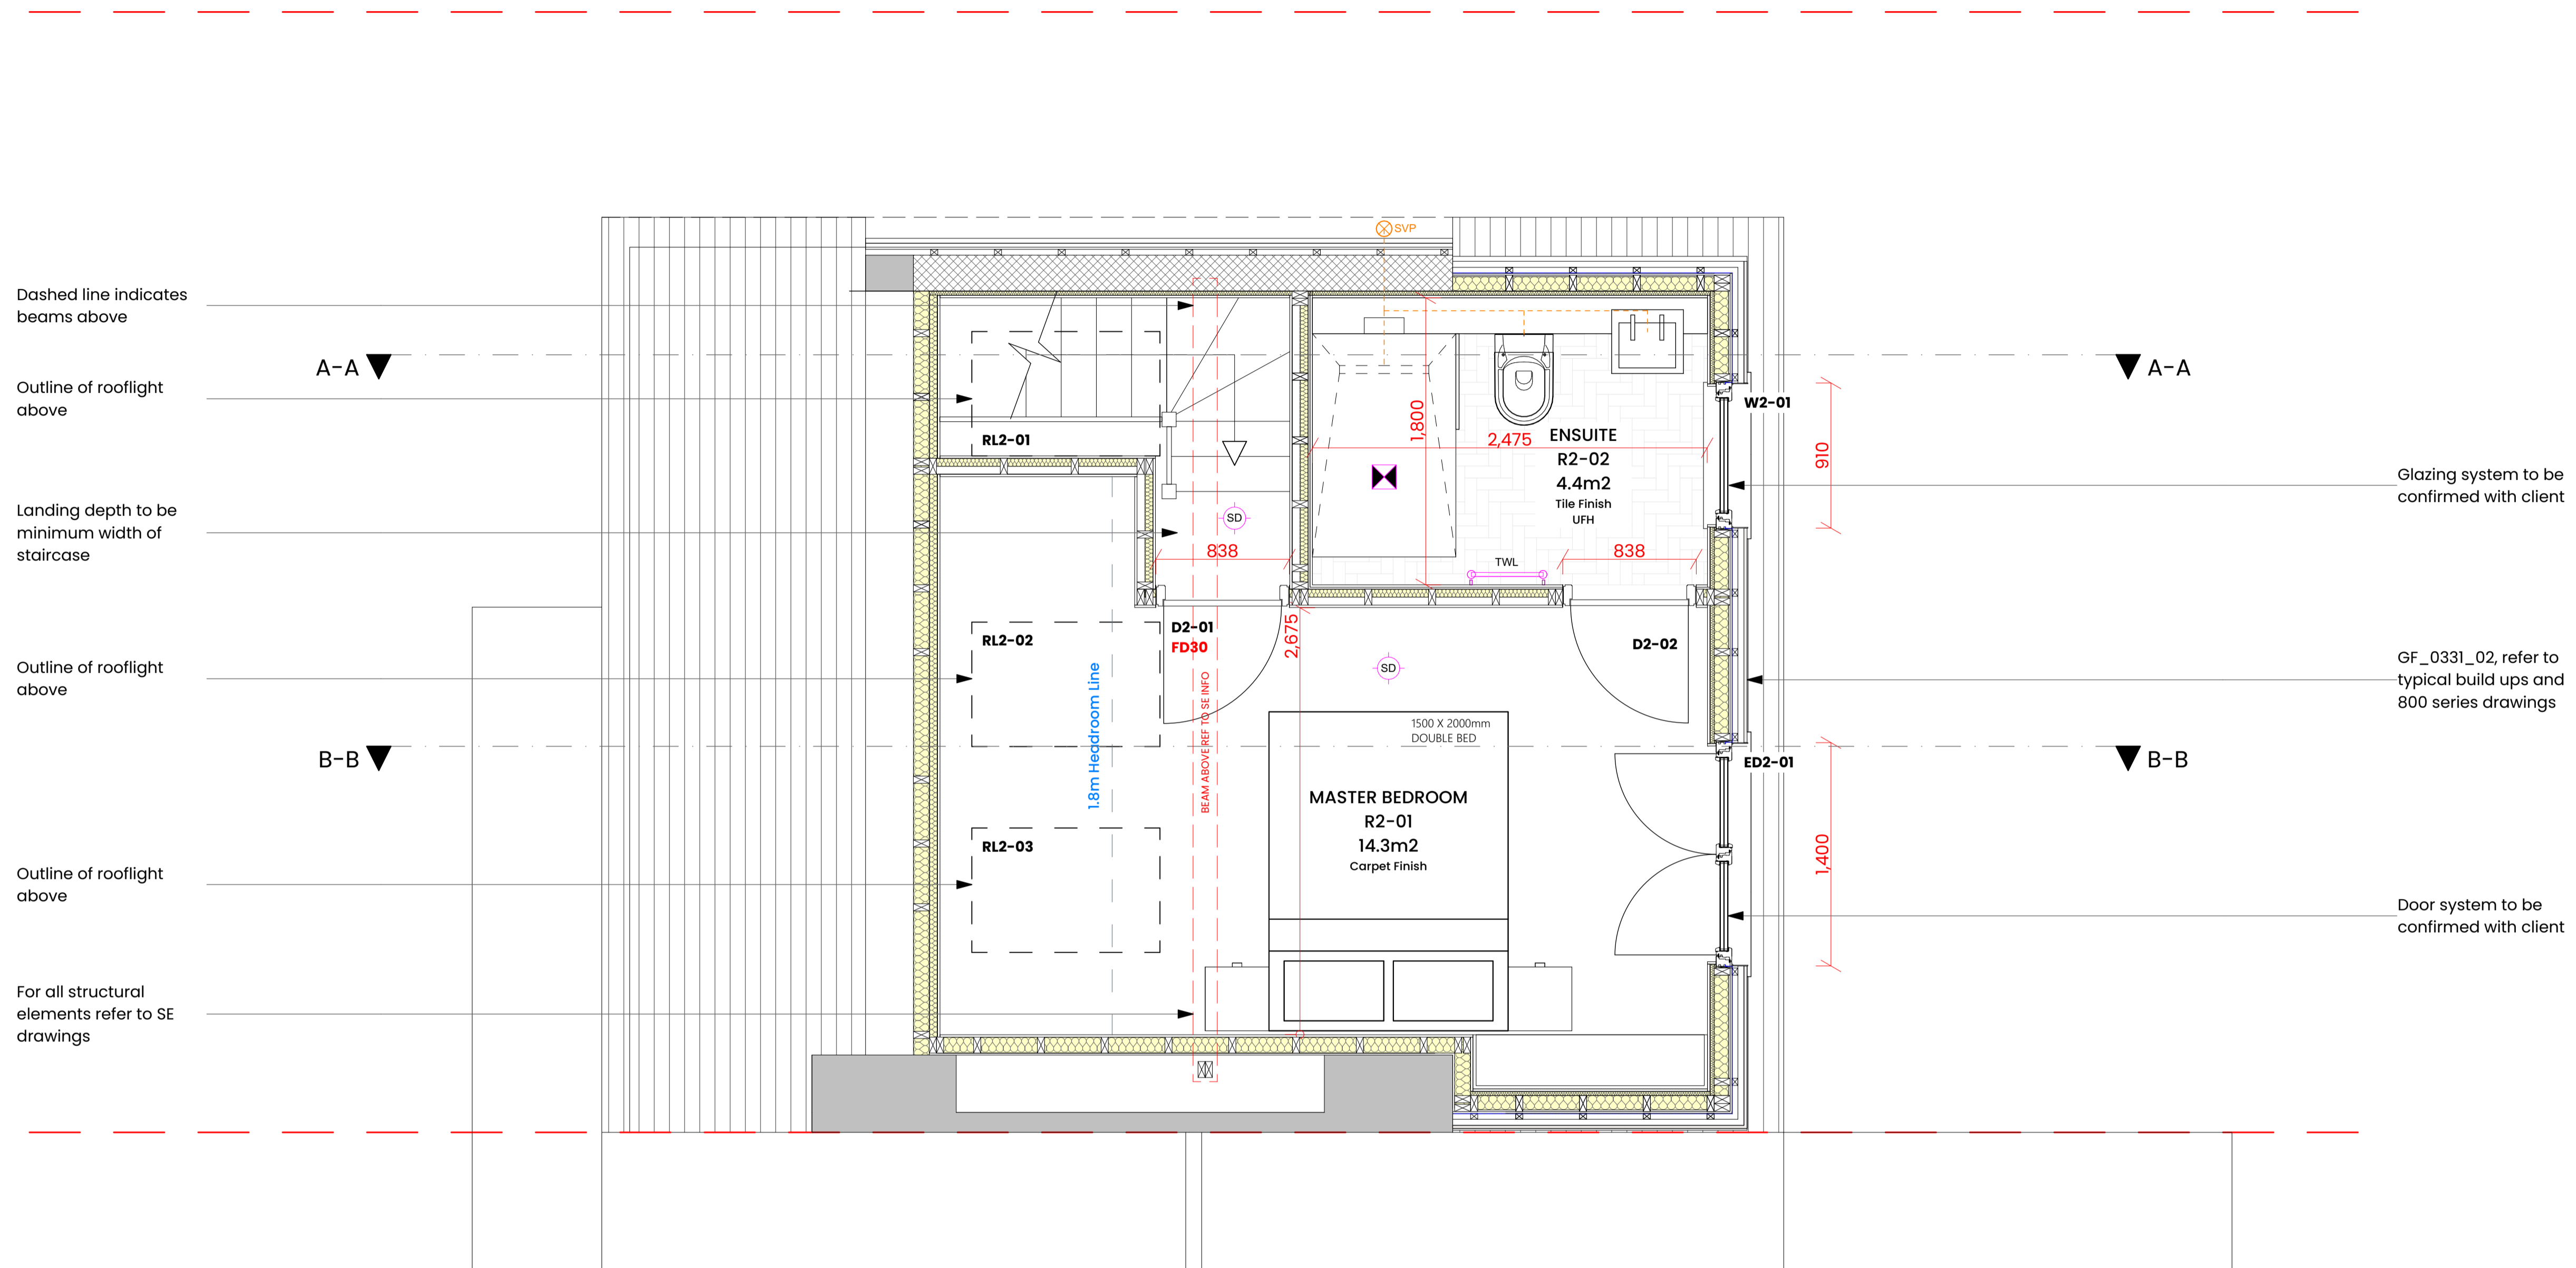 SVP
Dashed line indicates
beams above
A-A
A-A
Outline of rooflight
above
W2-01
RL2-01
1,800
2,475
ENSUITE
R2-02
4.4m2
Tile Finish
UFH
910
Glazing system to be
confirmed with client
Landing depth to be
minimum width of
staircase
SD
838
TWL
838
Outline of rooflight
above
RL2-02
D2-01
FD30
2,675
SD
D2-02
GF_0331_02, refer to
typical build ups and
800 series drawings
1.8m Headroom Line
BEAM ABOVE REF TO SE INFO
1500 X 2000mm
DOUBLE BED
B-B
B-B
ED2-01
MASTER BEDROOM
R2-01
14.3m2
Carpet Finish
1,400
Outline of rooflight
above
RL2-03
Door system to be
confirmed with client
For all structural
elements refer to SE
drawings